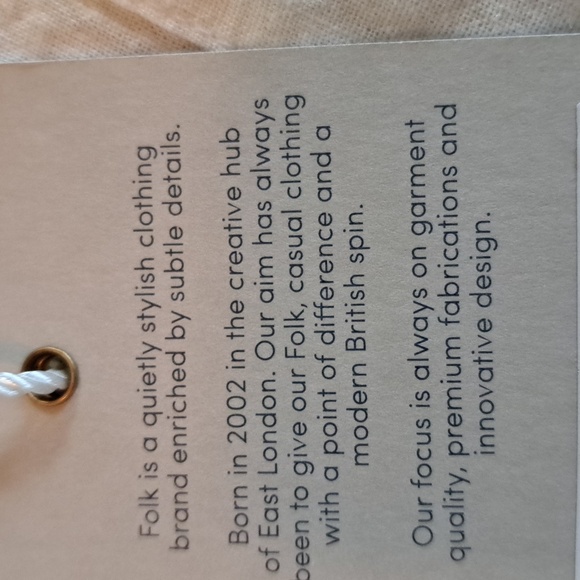 Folk is a quietly stylish clothing
brand enriched by subtle details.
Born in 2002 in the creative hub
of East London. Our aim has always
been to give our Folk, casual clothing
with a point of difference and a
modern British spin.
Our focus is always on garment
quality, premium fabrications and
innovative design.